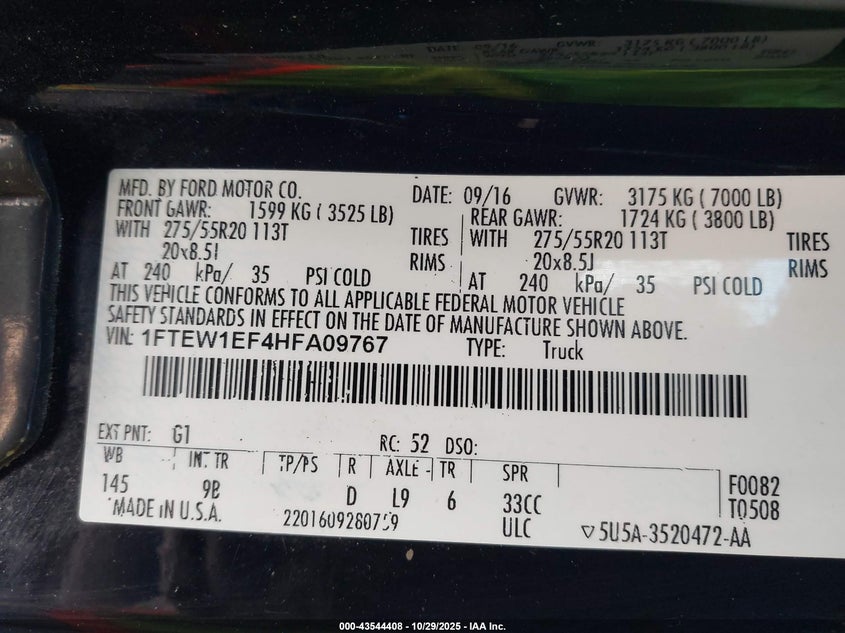 MFD. BY FORD MOTOR CO. DATE: 09/16 GVWR: 3175 KG ( 7000 LB)
FRONT GAWR: 1599 KG ( 3525 LB) REAR GAWR: 1724 KG ( 3800 LB)
WITH 275/55R20 113T TIRES WITH 275/55R20 113T TIRES
20x8.5J RIMS 20x8.5J RIMS
AT 240 kPa/ 35 PSI COLD AT 240 kPa/ 35 PSI COLD
THIS VEHICLE CONFORMS TO ALL APPLICABLE FEDERAL MOTOR VEHICLE
SAFETY STANDARDS IN EFFECT ON THE DATE OF MANUFACTURE SHOWN ABOVE.
VIN: 1FTEW1EF4HFA09767 TYPE: Truck
EXT PNT: G1 RC: 52 DSO:
WB INT TR TP/PS R AXLE TR SPR
145 9B D L9 6 33CC F0082
ULC T0508
MADE IN U.S.A. 2201609280759 ▽5U5A-3520472-AA
000-43544408 - 10/29/2025 - IAA Inc.